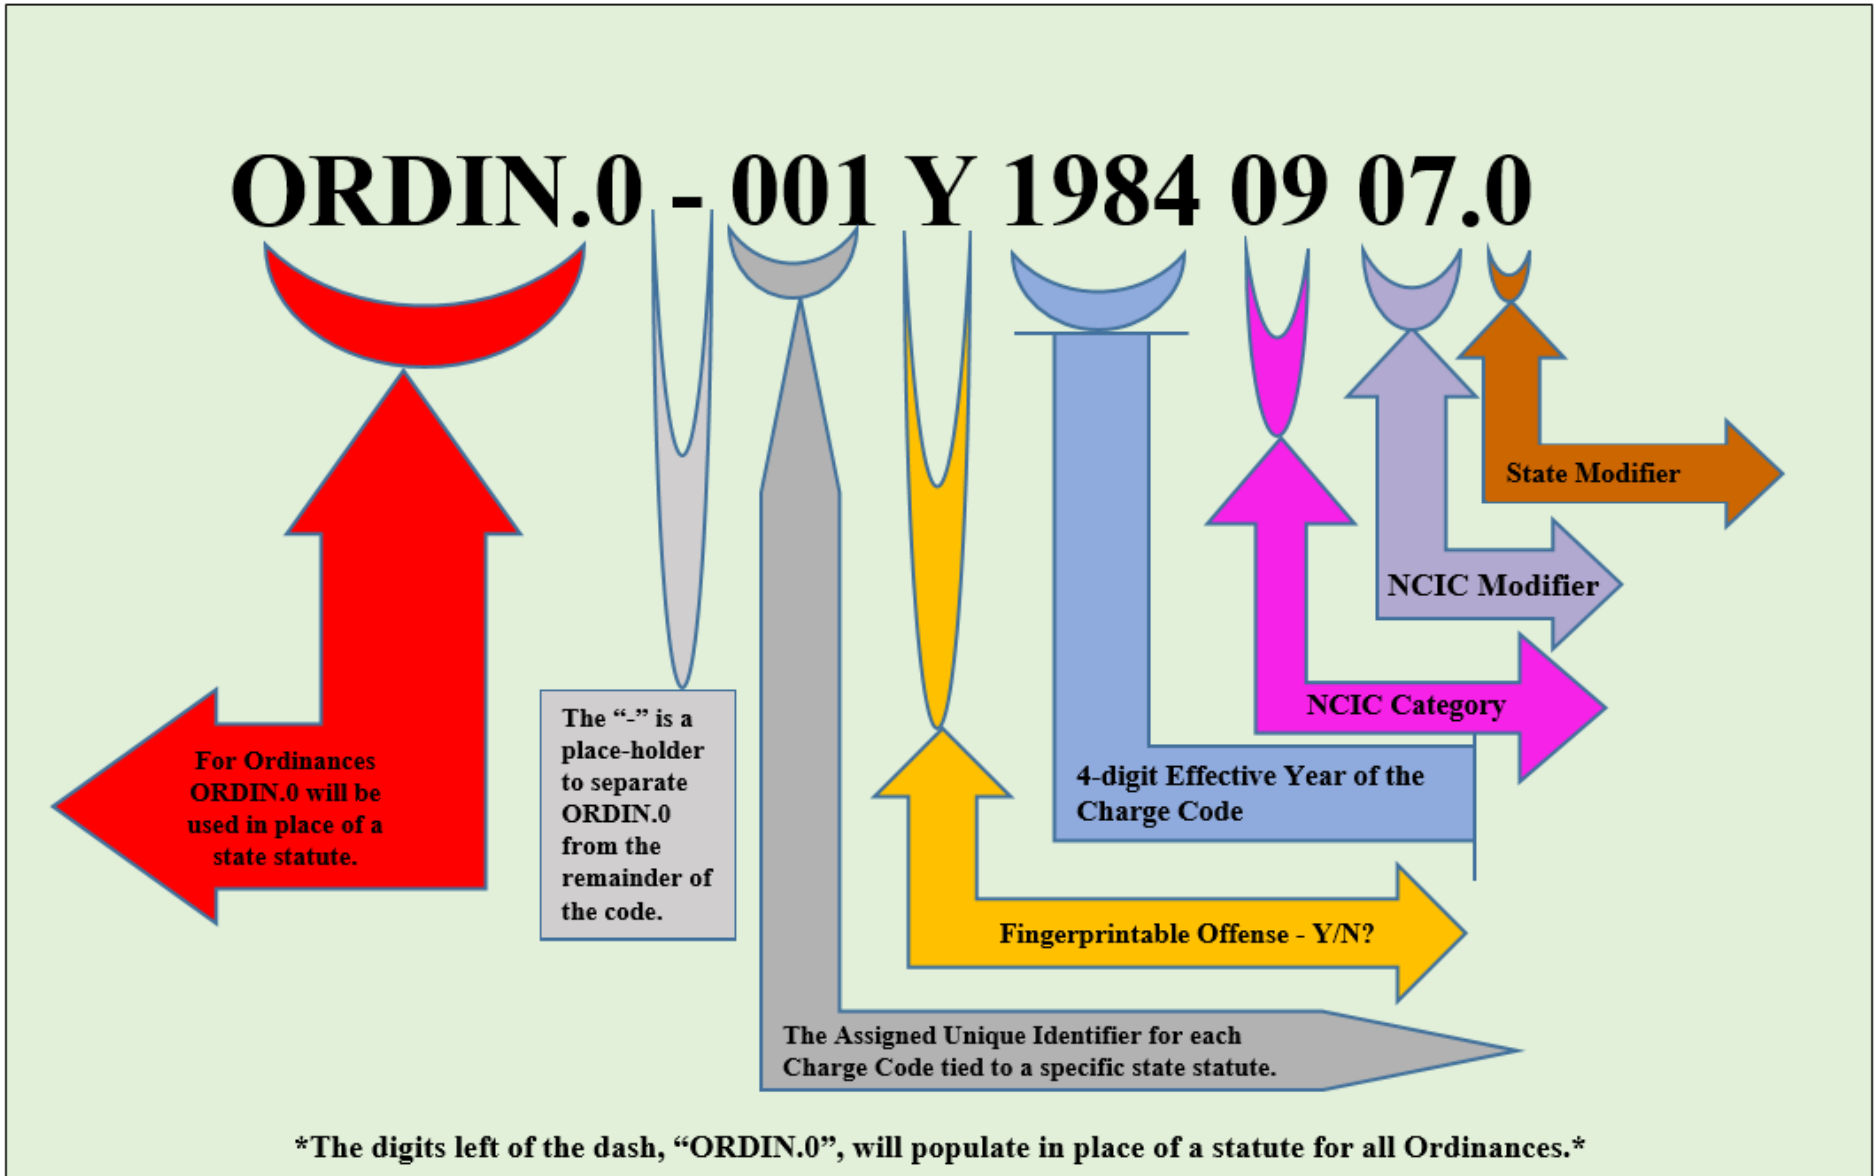 ORDIN.0 - 001 Y 1984 09 07.0
State Modifier
NCIC Modifier
NCIC Category
The “-” is a
place-holder
to separate
ORDIN.0
from the
remainder of
the code.
For Ordinances
ORDIN.0 will be
used in place of a
state statute.
4-digit Effective Year of the
Charge Code
Fingerprintable Offense - Y/N?
The Assigned Unique Identifier for each
Charge Code tied to a specific state statute.
*The digits left of the dash, “ORDIN.0”, will populate in place of a statute for all Ordinances.*